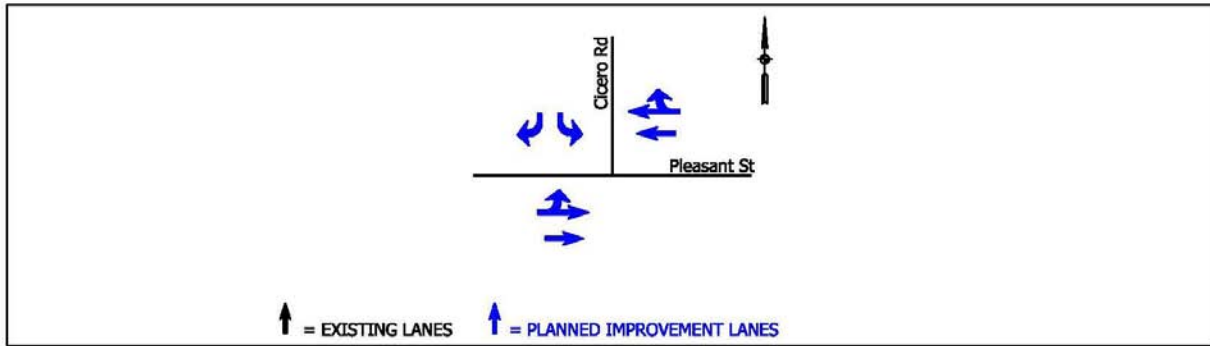 Cicero Rd
Pleasant St
= EXISTING LANES
= PLANNED IMPROVEMENT LANES